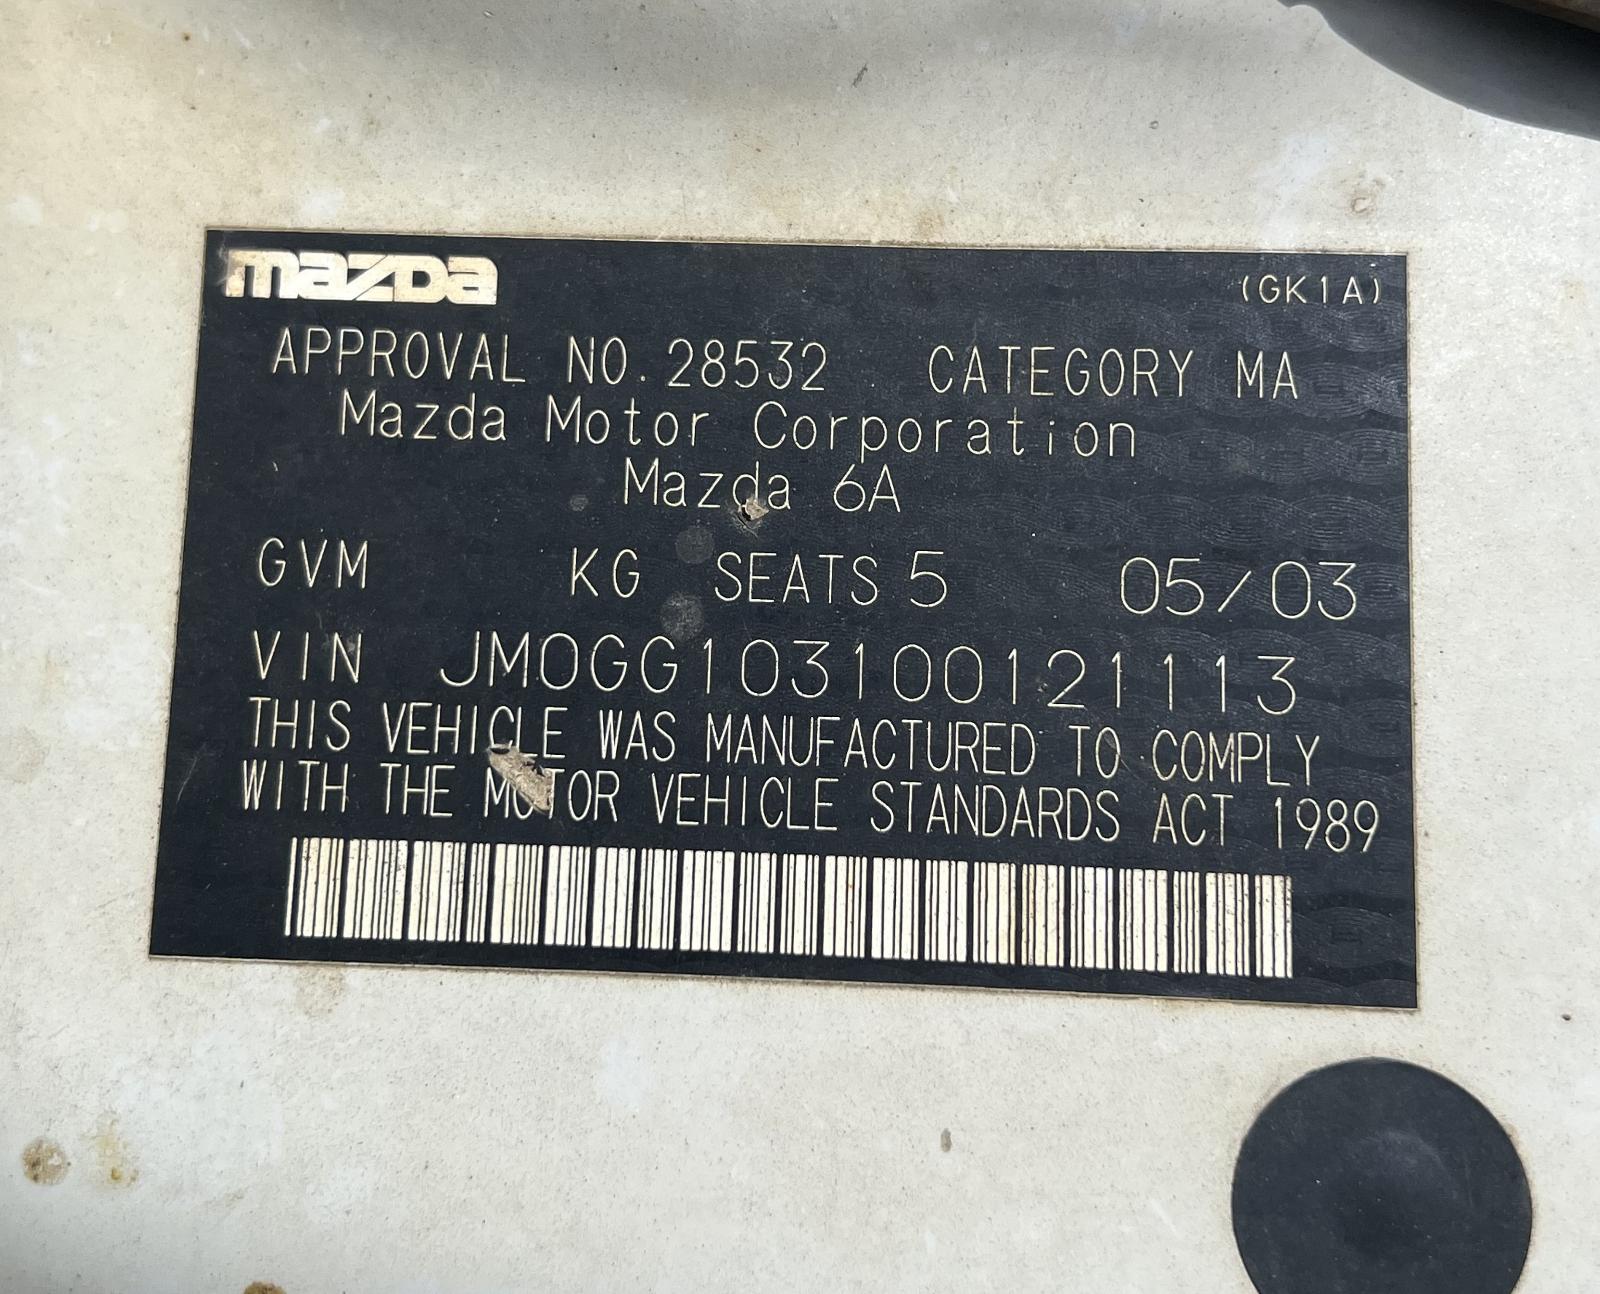 mazda (GK1A)
APPROVAL NO. 28532 CATEGORY MA
Mazda Motor Corporation
Mazda 6A
GVM KG SEATS 5 05/03
VIN JM0GG103100121113
THIS VEHICLE WAS MANUFACTURED TO COMPLY
WITH THE MOTOR VEHICLE STANDARDS ACT 1989